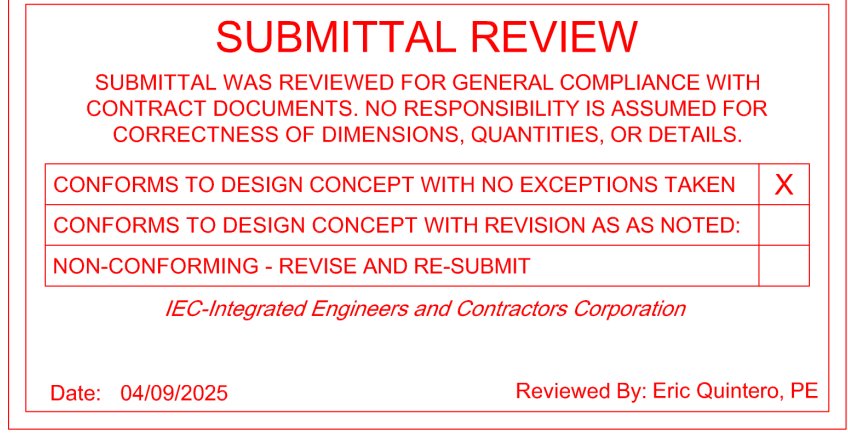 SUBMITTAL REVIEW
SUBMITTAL WAS REVIEWED FOR GENERAL COMPLIANCE WITH
CONTRACT DOCUMENTS. NO RESPONSIBILITY IS ASSUMED FOR
CORRECTNESS OF DIMENSIONS, QUANTITIES, OR DETAILS.
CONFORMS TO DESIGN CONCEPT WITH NO EXCEPTIONS TAKEN X
CONFORMS TO DESIGN CONCEPT WITH REVISION AS AS NOTED:
NON-CONFORMING - REVISE AND RE-SUBMIT
IEC-Integrated Engineers and Contractors Corporation
Date: 04/09/2025 Reviewed By: Eric Quintero, PE